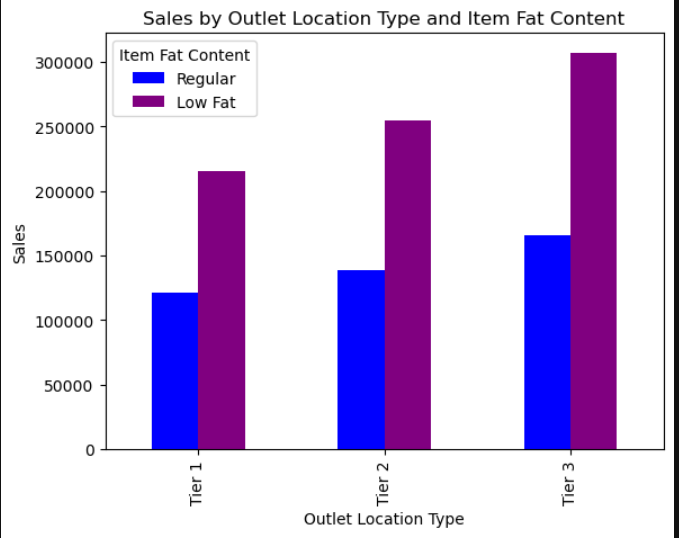 Sales by Outlet Location Type and Item Fat Content
Item Fat Content
Regular
Low Fat
300000
250000
200000
150000
100000
50000
0
Sales
Tier 1
Tier 2
Tier 3
Outlet Location Type